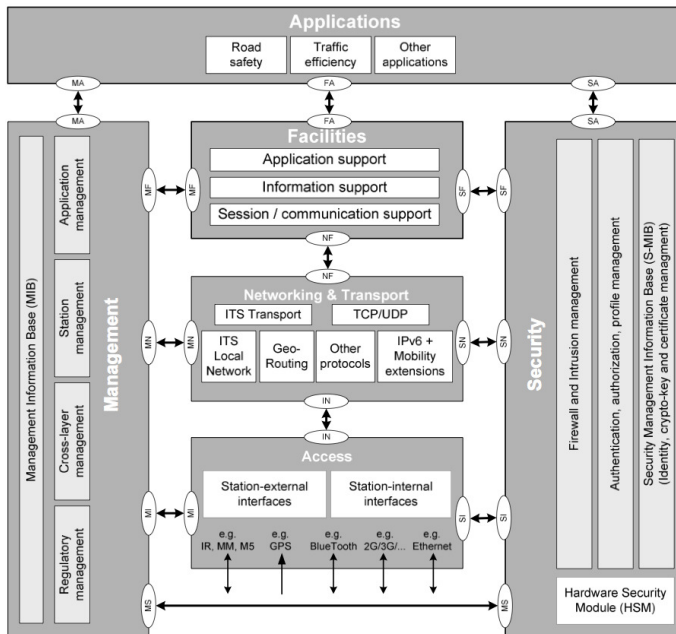 Applications
Road
safety
Traffic
efficiency
Other
applications
MA
FA
SA
MA
FA
SA
Management
Management Information Base (MIB)
Application
management
Station
management
Cross-layer
management
Regulatory
management
MF
MF
MN
MN
MI
MI
MS
Facilities
Application support
Information support
Session / communication support
NF
NF
Networking & Transport
ITS Transport
TCP/UDP
ITS
Local
Network
Geo-
Routing
Other
protocols
IPv6 +
Mobility
extensions
IN
IN
Access
Station-external
interfaces
Station-internal
interfaces
e.g.
IR, MM, M5
e.g.
GPS
e.g.
BlueTooth
e.g.
2G/3G/...
e.g.
Ethernet
SF
SF
SN
SN
SI
SI
MS
Security
Firewall and Intrusion management
Authentication, authorization, profile management
Security Management Information Base (S-MIB)
(Identity, crypto-key and certificate managment)
Hardware Security
Module (HSM)